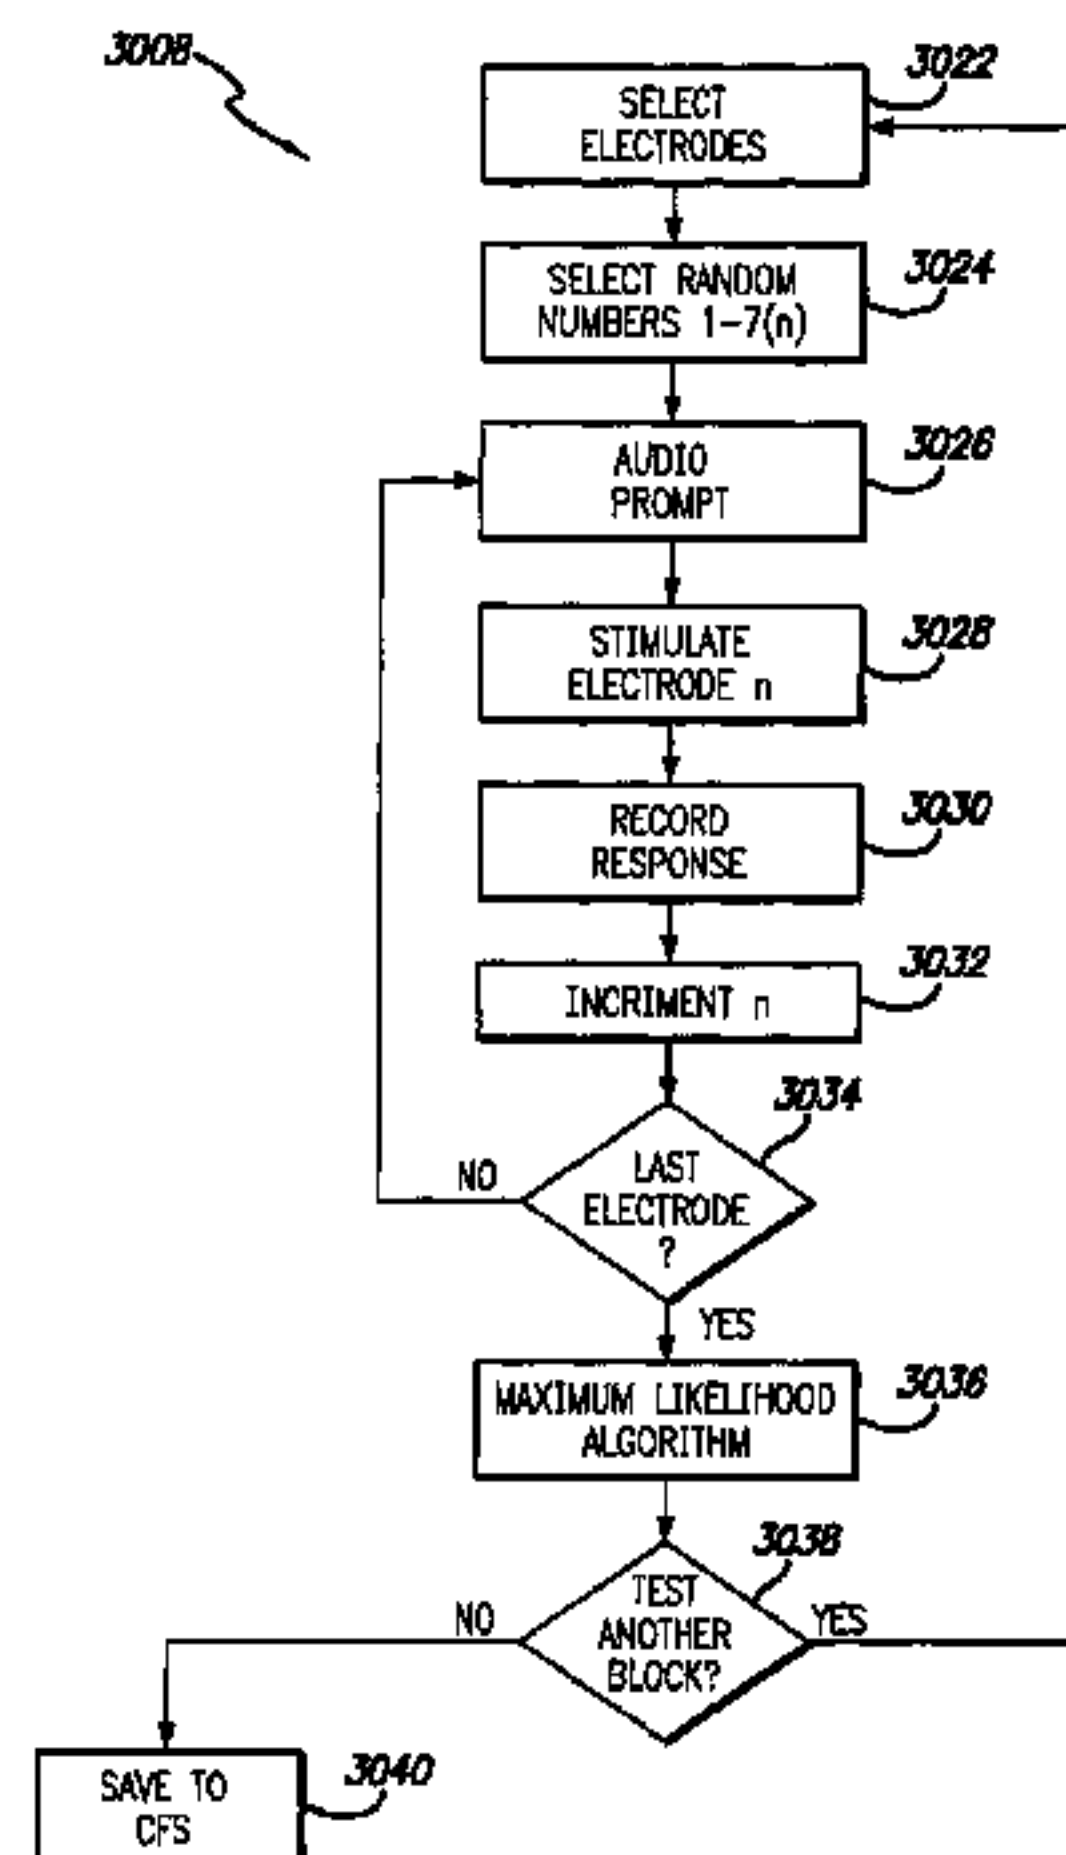 3008
3022
SELECT
ELECTRODES
3024
SELECT RANDOM
NUMBERS 1-7(n)
3026
AUDIO
PROMPT
3028
STIMULATE
ELECTRODE n
3030
RECORD
RESPONSE
3032
INCRIMENT n
3034
LAST
ELECTRODE
?
NO
YES
3036
MAXIMUM LIKELIHOOD
ALGORITHM
3038
TEST
ANOTHER
BLOCK?
NO
YES
3040
SAVE TO
CFS